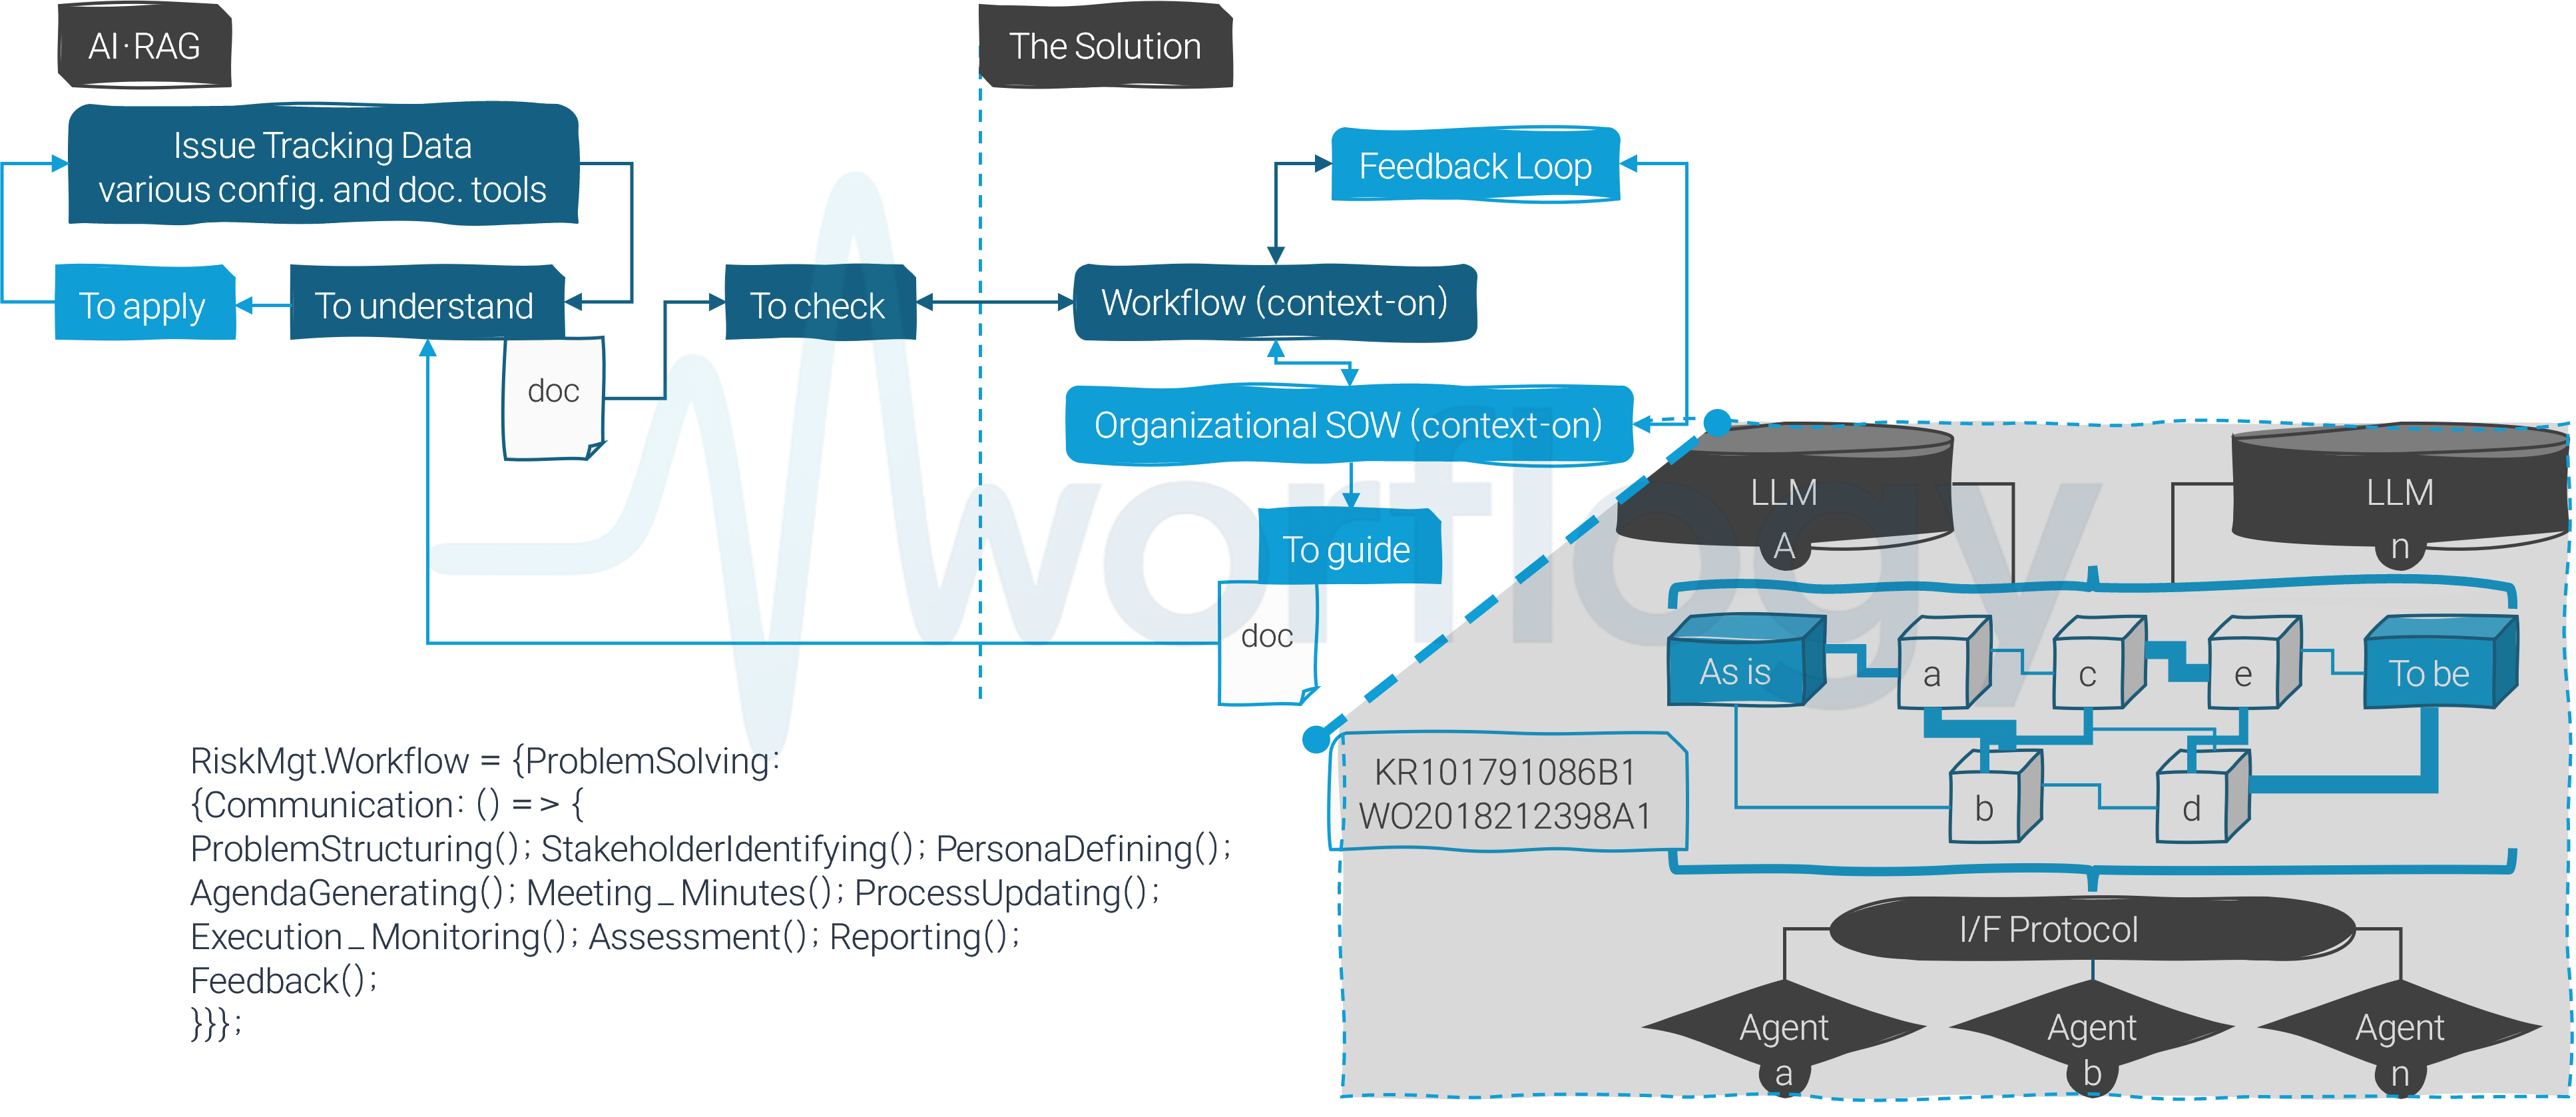 AI·RAG
The Solution
Issue Tracking Data
various config. and doc. tools
Feedback Loop
To apply
To understand
To check
Workflow (context-on)
doc
Organizational SOW (context-on)
To guide
doc
LLM
A
LLM
n
As is
a
c
e
To be
b
d
KR101791086B1
WO2018212398A1
I/F Protocol
Agent
a
Agent
b
Agent
n
RiskMgt.Workflow = {ProblemSolving:
{Communication: () => {
ProblemStructuring(); StakeholderIdentifying(); PersonaDefining();
AgendaGenerating(); Meeting_Minutes(); ProcessUpdating();
Execution_Monitoring(); Assessment(); Reporting();
Feedback();
}}};
worflogy